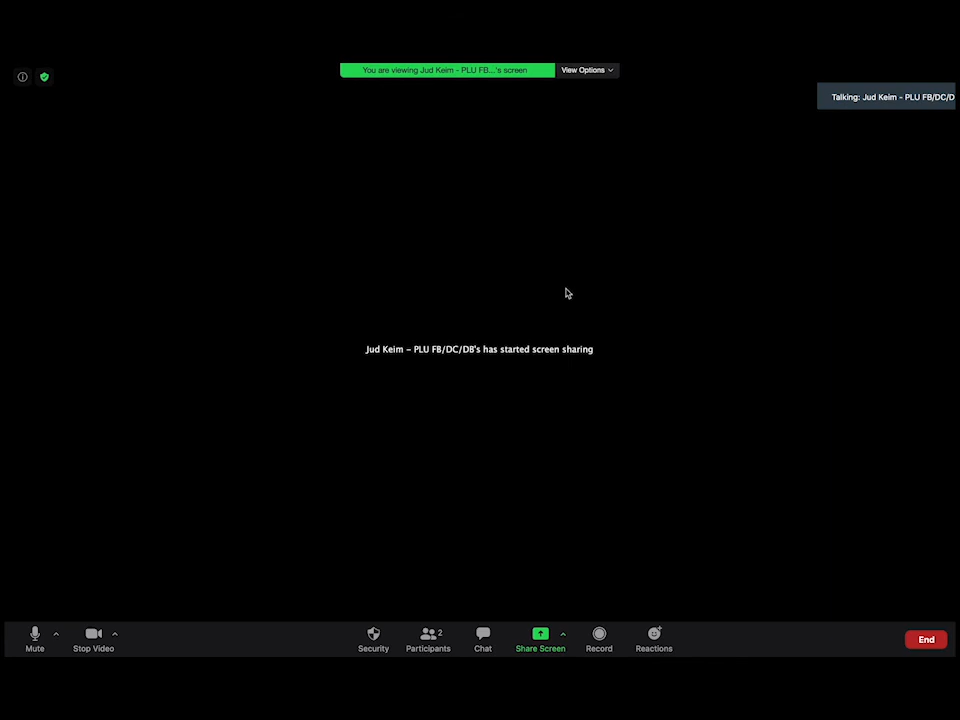 You are viewing Jud Keim - PLU FB...'s screen
View Options
Talking: Jud Keim - PLU FB/DC/D
Jud Keim - PLU FB/DC/DB's has started screen sharing
Mute
Stop Video
Security
2
Participants
Chat
Share Screen
Record
Reactions
End